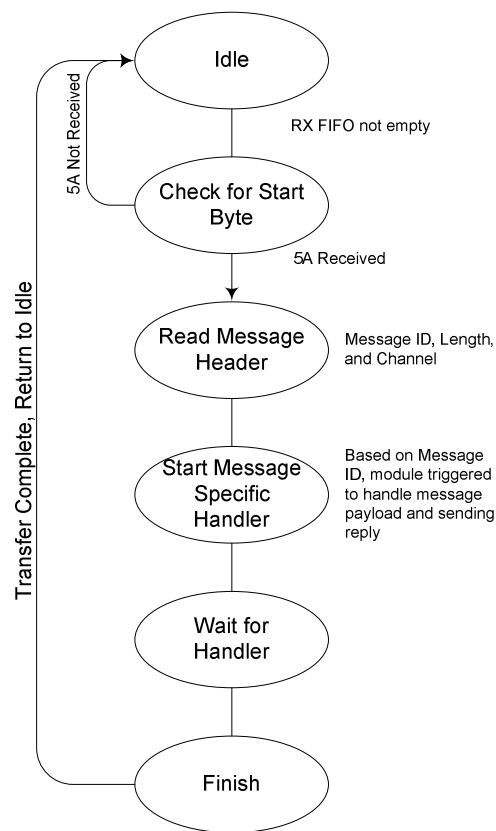 Idle
RX FIFO not empty
5A Not Received
Check for Start
Byte
5A Received
Read Message
Header
Message ID, Length,
and Channel
Start Message
Specific
Handler
Based on Message
ID, module triggered
to handle message
payload and sending
reply
Transfer Complete, Return to Idle
Wait for
Handler
Finish